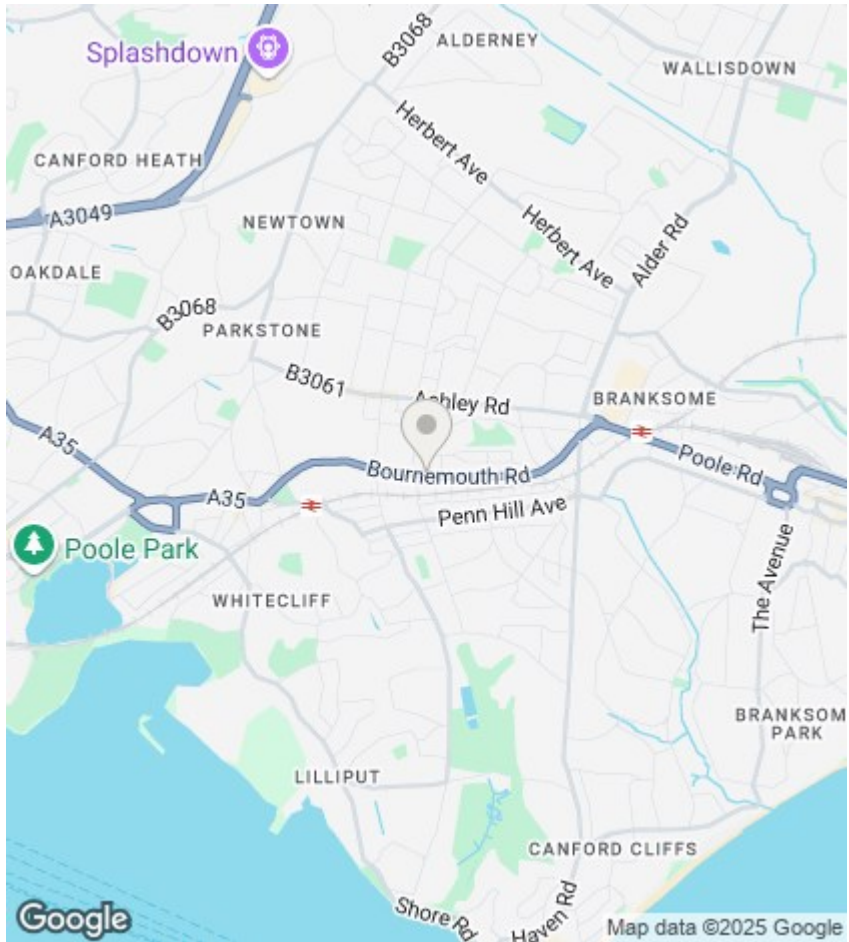 B3068
ALDERNEY
Splashdown
WALLISDOWN
Herbert Ave
CANFORD HEATH
A3049
NEWTOWN
Herbert Ave
Alder Rd
OAKDALE
B3068
PARKSTONE
B3061
Ashley Rd
BRANKSOME
A35
Bournemouth Rd
Poole Rd
A35
Penn Hill Ave
Poole Park
The Avenue
WHITECLIFF
BRANKSOM
PARK
LILLIPUT
CANFORD CLIFFS
Shore Rd
Haven Rd
Google
Map data ©2025 Google